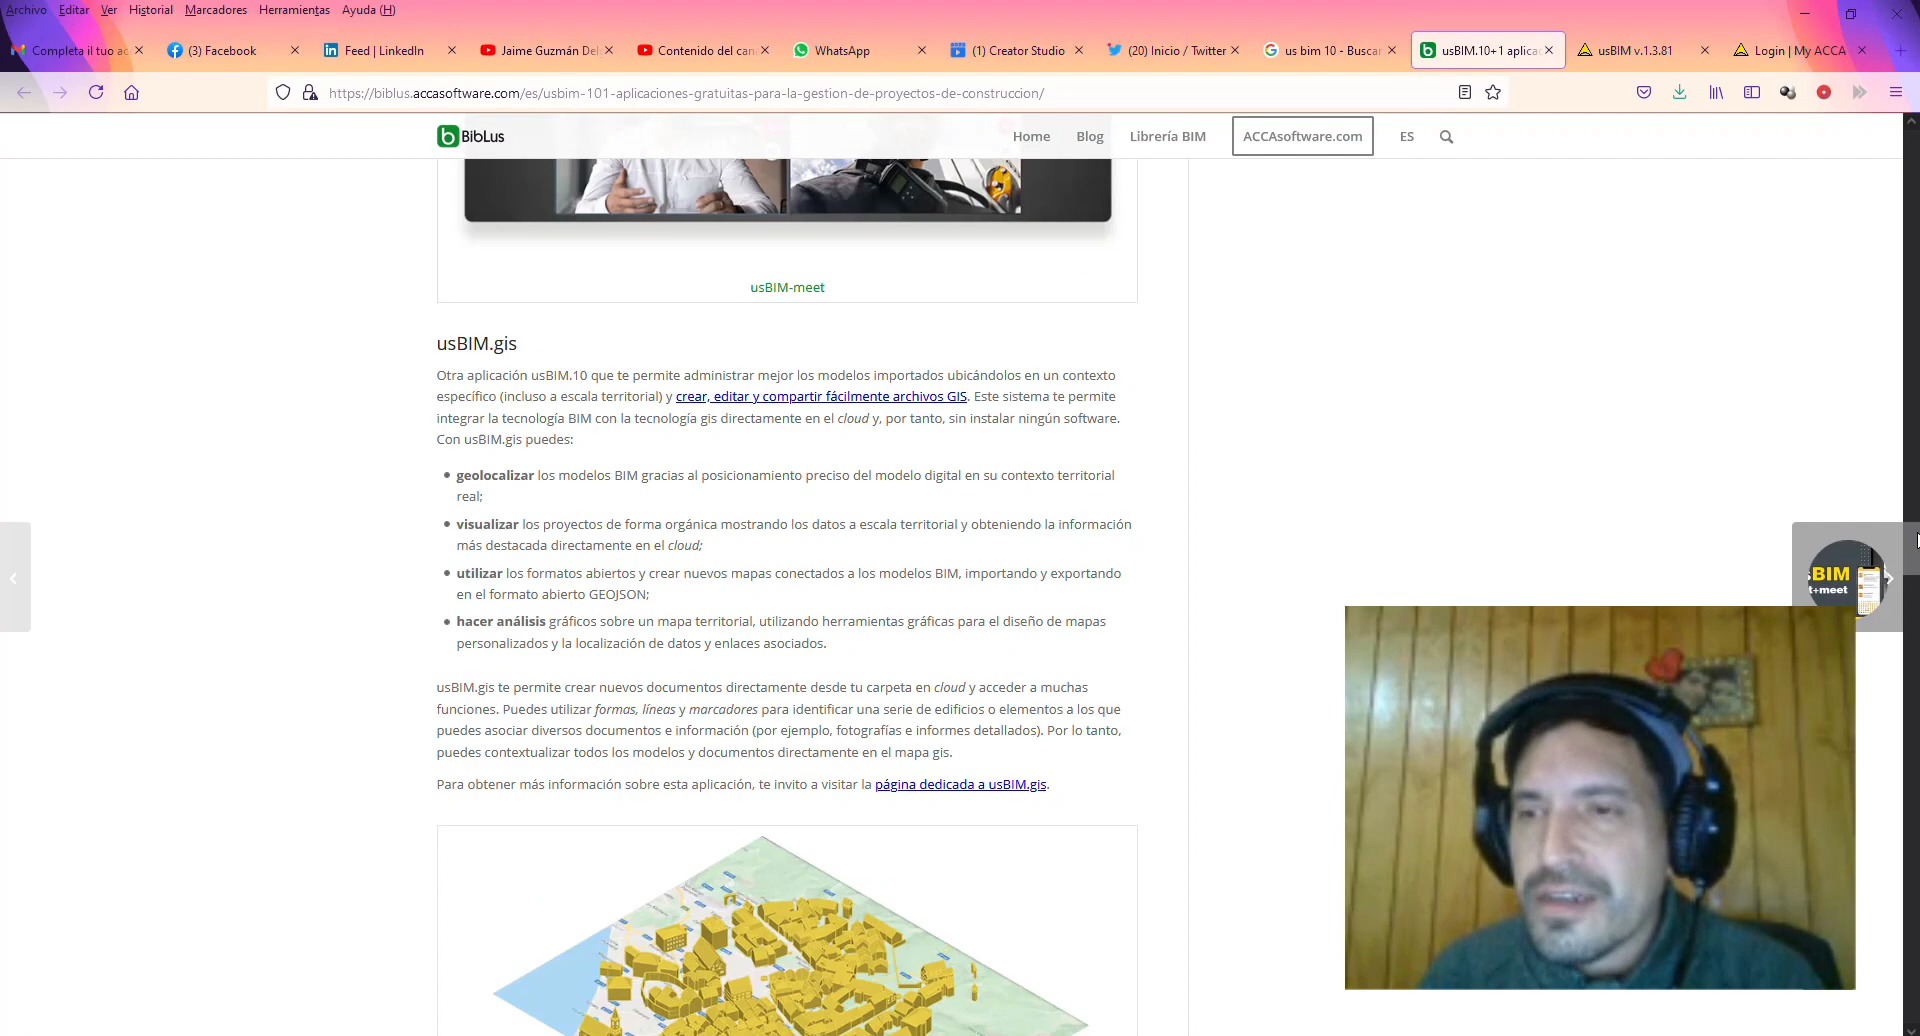 Archivo Editar Ver Historial Marcadores Herramientas Ayuda (H)
Completa il tuo ac
(3) Facebook
Feed | LinkedIn
Jaime Guzmán Del
Contenido del can
WhatsApp
(1) Creator Studio
(20) Inicio / Twitter
us bim 10 - Buscar
usBIM.10+1 aplica
usBIM v.1.3.81
Login | My ACCA
https://biblus.accasoftware.com/es/usbim-101-aplicaciones-gratuitas-para-la-gestion-de-proyectos-de-construccion/
BibLus
Home Blog Librería BIM ACCAsoftware.com ES
usBIM-meet
usBIM.gis
Otra aplicación usBIM.10 que te permite administrar mejor los modelos importados ubicándolos en un contexto
específico (incluso a escala territorial) y crear, editar y compartir fácilmente archivos GIS. Este sistema te permite
integrar la tecnología BIM con la tecnología gis directamente en el cloud y, por tanto, sin instalar ningún software.
Con usBIM.gis puedes:
geolocalizar los modelos BIM gracias al posicionamiento preciso del modelo digital en su contexto territorial
real;
visualizar los proyectos de forma orgánica mostrando los datos a escala territorial y obteniendo la información
más destacada directamente en el cloud;
utilizar los formatos abiertos y crear nuevos mapas conectados a los modelos BIM, importando y exportando
en el formato abierto GEOJSON;
hacer análisis gráficos sobre un mapa territorial, utilizando herramientas gráficas para el diseño de mapas
personalizados y la localización de datos y enlaces asociados.
usBIM.gis te permite crear nuevos documentos directamente desde tu carpeta en cloud y acceder a muchas
funciones. Puedes utilizar formas, líneas y marcadores para identificar una serie de edificios o elementos a los que
puedes asociar diversos documentos e información (por ejemplo, fotografías e informes detallados). Por lo tanto,
puedes contextualizar todos los modelos y documentos directamente en el mapa gis.
Para obtener más información sobre esta aplicación, te invito a visitar la página dedicada a usBIM.gis.
sBIM
t+meet